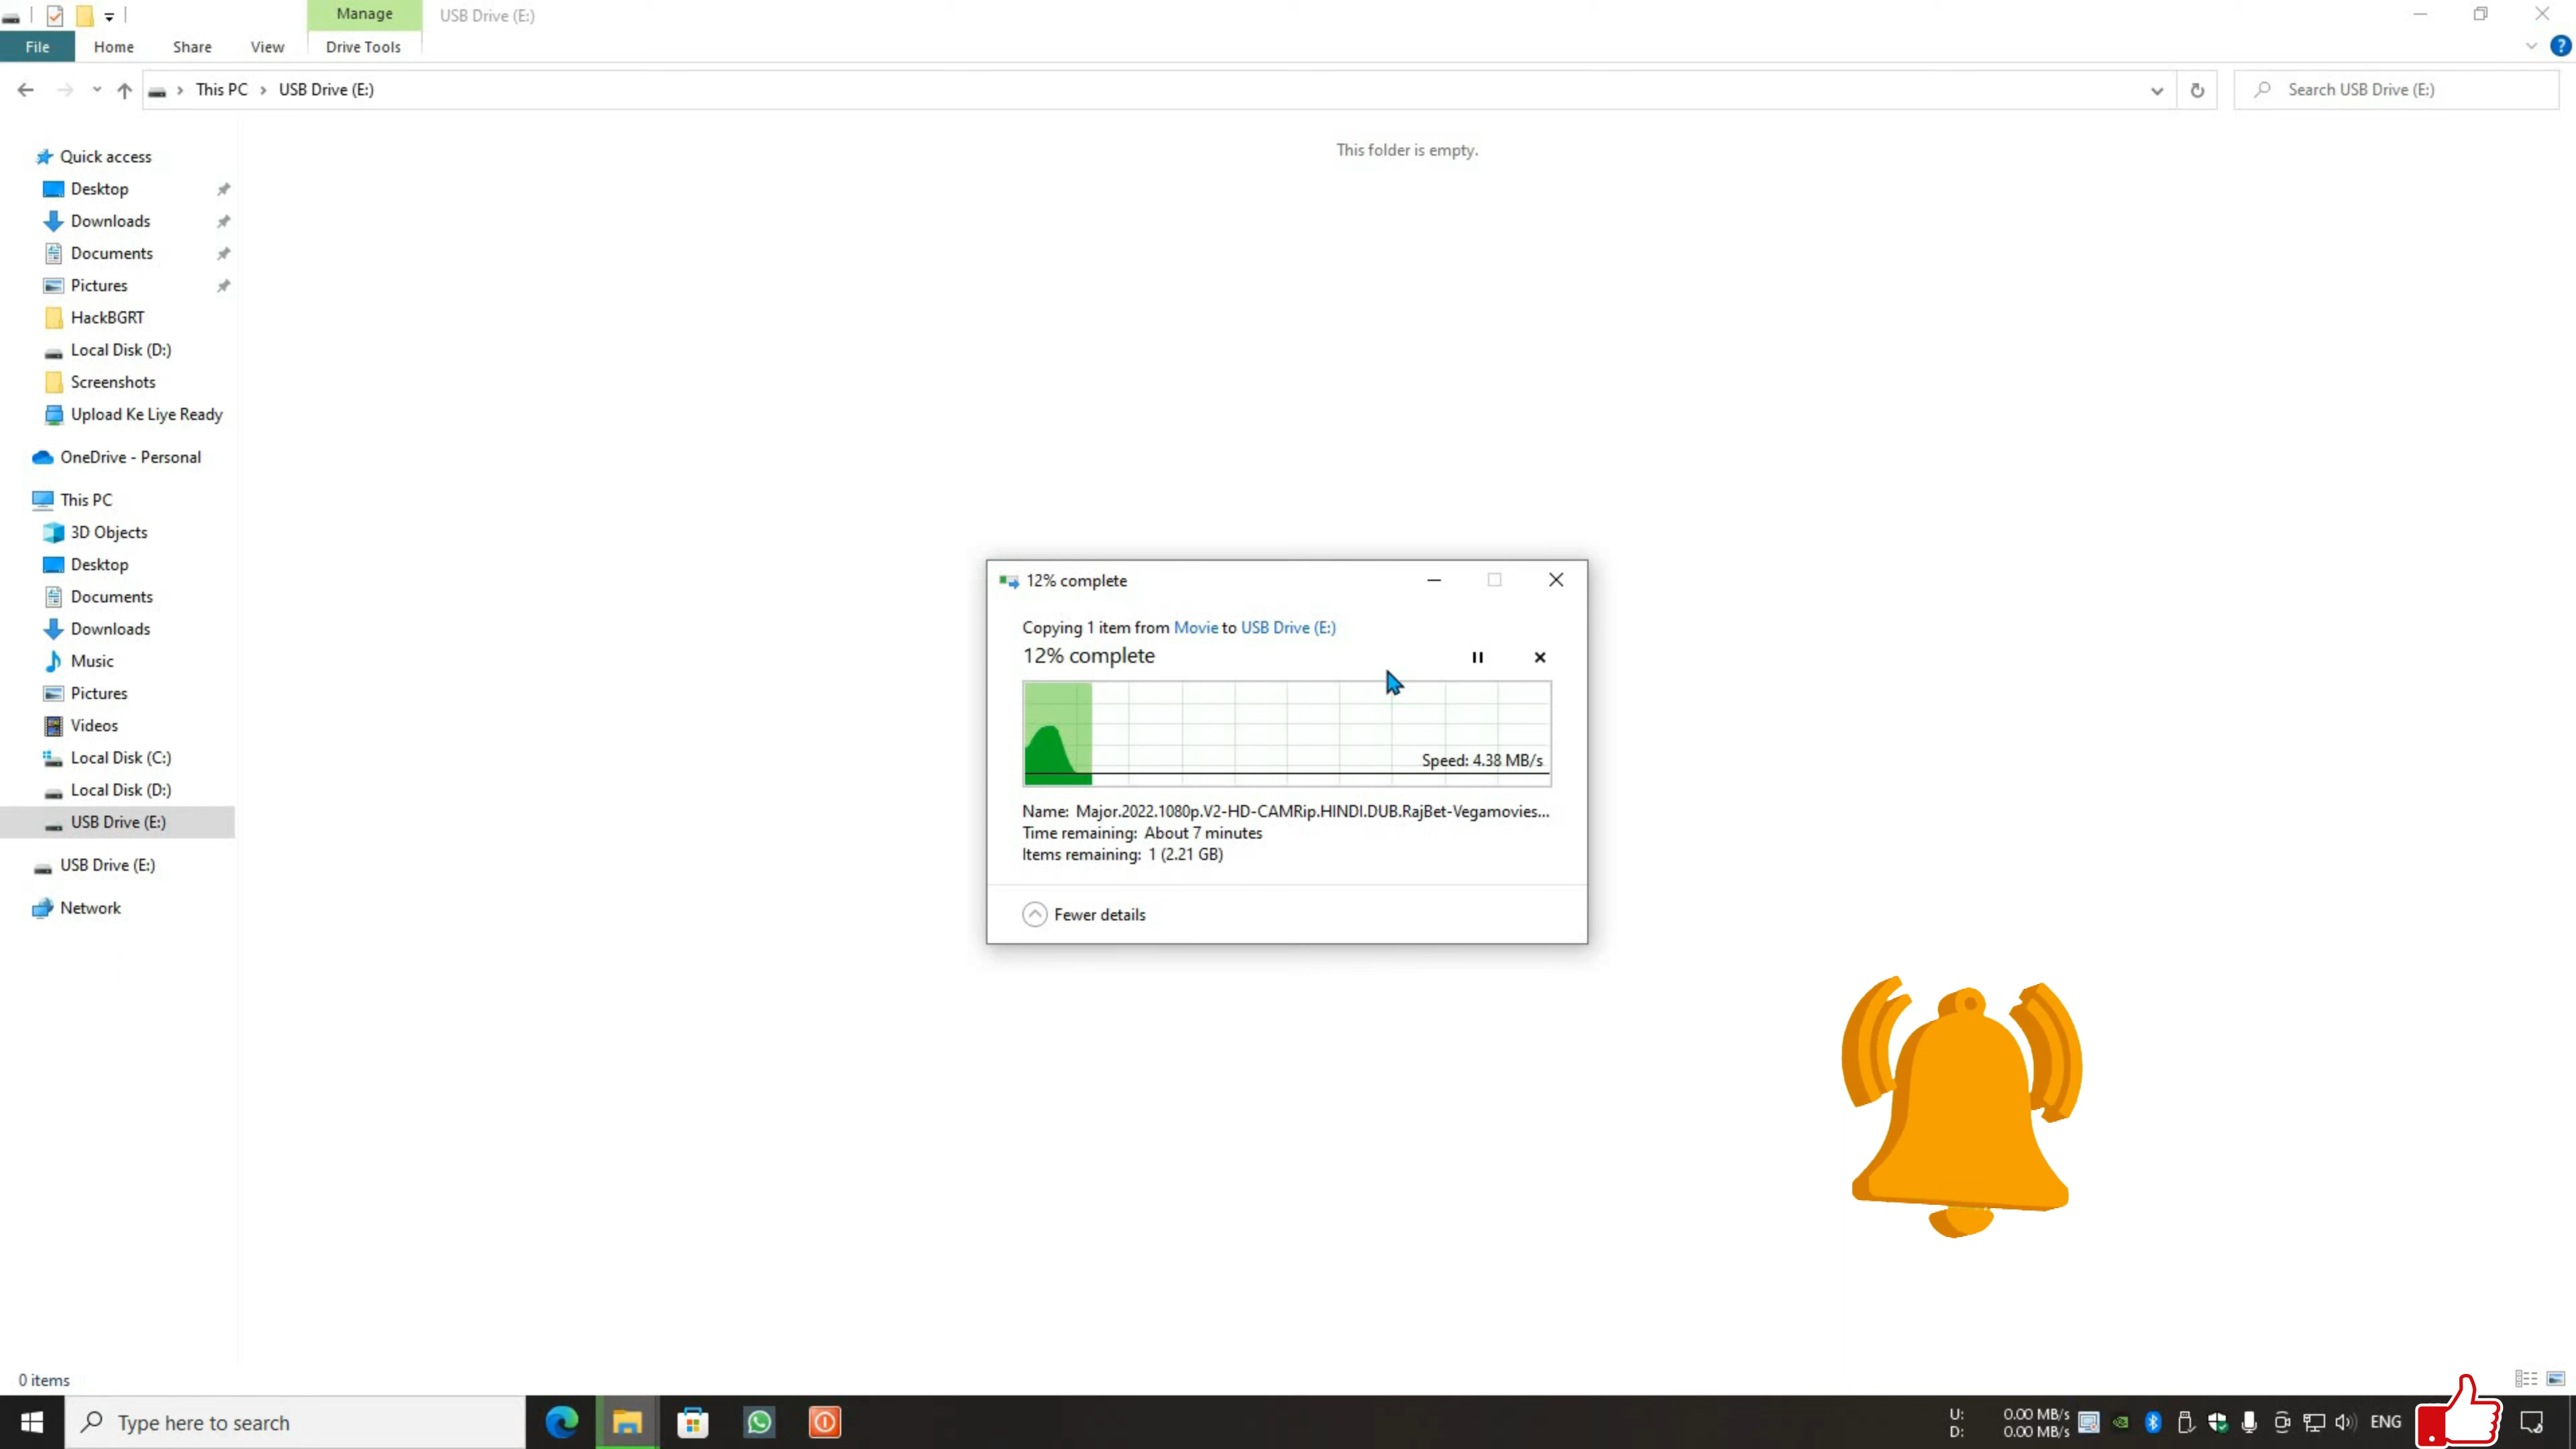 Manage
USB Drive (E:)
File
Home
Share
View
Drive Tools
This PC
USB Drive (E:)
Search USB Drive (E:)
This folder is empty.
Quick access
Desktop
Downloads
Documents
Pictures
HackBGRT
Local Disk (D:)
Screenshots
Upload Ke Liye Ready
OneDrive - Personal
This PC
3D Objects
Desktop
Documents
Downloads
Music
Pictures
Videos
Local Disk (C:)
Local Disk (D:)
USB Drive (E:)
USB Drive (E:)
Network
12% complete
Copying 1 item from Movie to USB Drive (E:)
12% complete
Speed: 4.38 MB/s
Name: Major.2022.1080p.V2-HD-CAMRip.HINDI.DUB.RajBet-Vegamovies...
Time remaining: About 7 minutes
Items remaining: 1 (2.21 GB)
Fewer details
0 items
Type here to search
U: 0.00 MB/s
D: 0.00 MB/s
ENG